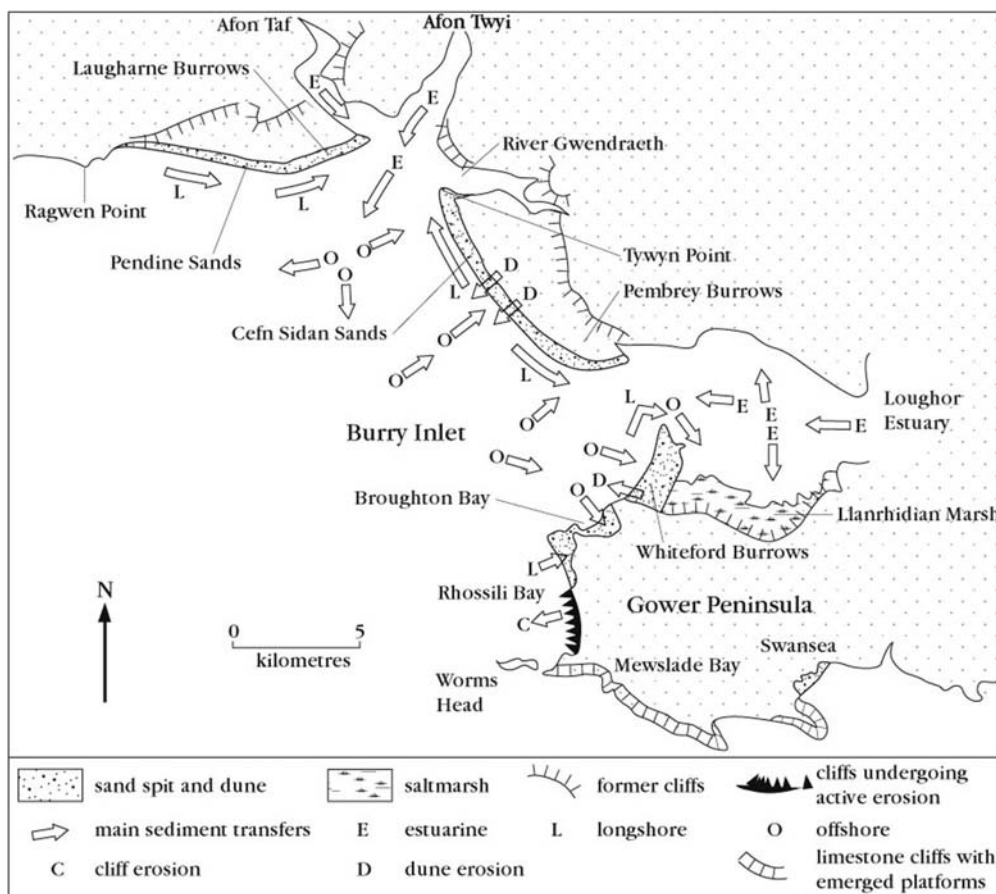 Afon Taf
Afon Twyi
Laugharne Burrows
E
E
River Gwendraeth
E
L
L
Ragwen Point
Tywyn Point
Pendine Sands
O
O
O
D
Pembrey Burrows
L
D
Cefn Sidan Sands
O
L
O
Loughor
Estuary
L
O
E
E
E
E
Burry Inlet
O
O
O
D
O
Broughton Bay
Llanrhidian Marsh
Whiteford Burrows
N
L
Rhossili Bay
Gower Peninsula
0
5
kilometres
C
Swansea
Worms
Head
Mewslade Bay
sand spit and dune
saltmarsh
former cliffs
cliffs undergoing
active erosion
main sediment transfers
E estuarine
L longshore
O offshore
C cliff erosion
D dune erosion
limestone cliffs with
emerged platforms